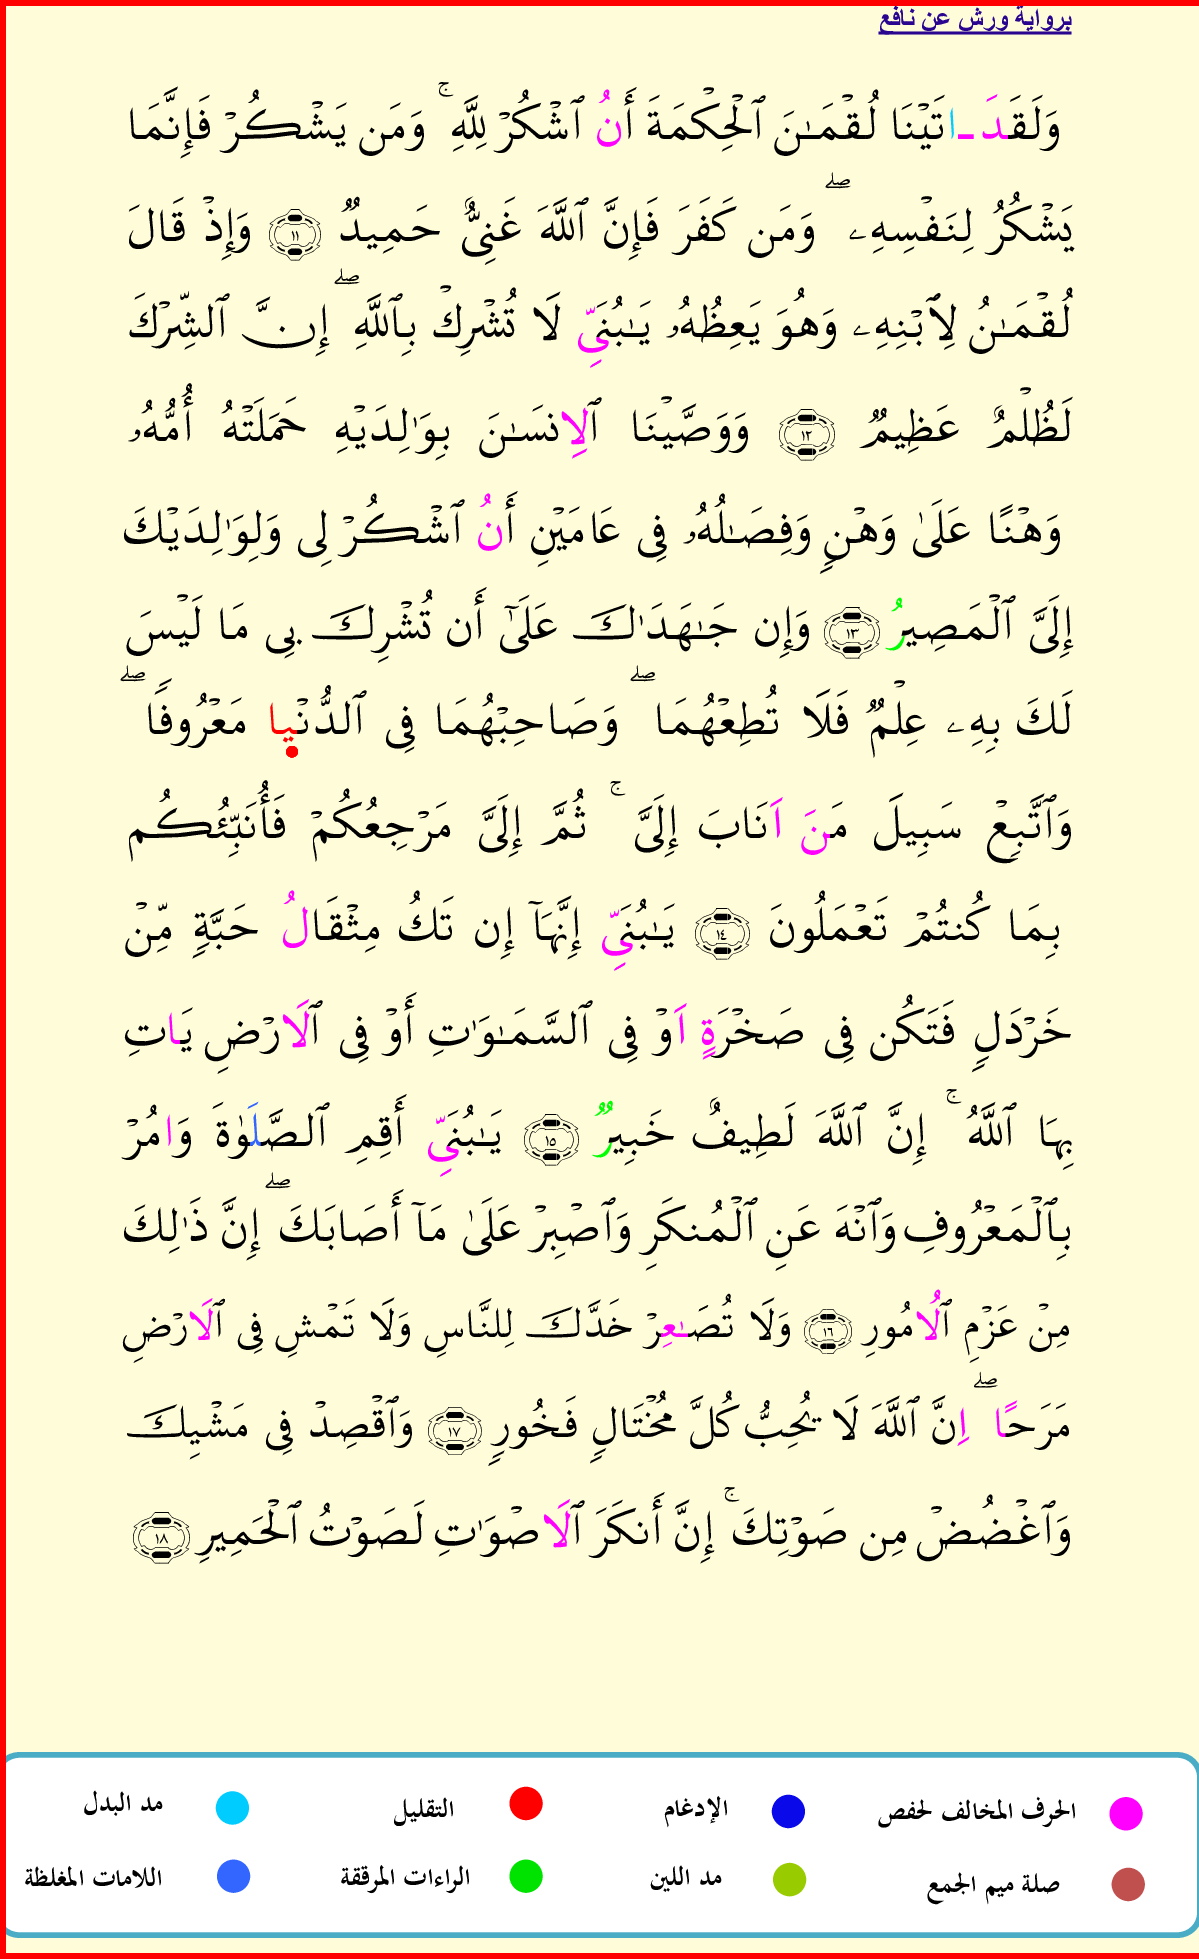 برواية ورش عن نافع
وَلَقَدَ ـاتَيْنَا لُقْمَـٰنَ ٱلْحِكْمَةَ أَنُ ٱشْكُرْ لِلَّهِ ۚ وَمَن يَشْكُرْ فَإِنَّمَا
يَشْكُرُ لِنَفْسِهِۦ ۖ وَمَن كَفَرَ فَإِنَّ ٱللَّهَ غَنِىٌّ حَمِيدٌ ١١ وَإِذْ قَالَ
لُقْمَـٰنُ لِٱبْنِهِۦ وَهُوَ يَعِظُهُۥ يَـٰبُنَىِّ لَا تُشْرِكْ بِٱللَّهِ ۖ إِنَّ ٱلشِّرْكَ
لَظُلْمٌ عَظِيمٌ ١٢ وَوَصَّيْنَا ٱلِانسَـٰنَ بِوَٰلِدَيْهِ حَمَلَتْهُ أُمُّهُۥ
وَهْنًا عَلَىٰ وَهْنٍ وَفِصَـٰلُهُۥ فِى عَامَيْنِ أَنُ ٱشْكُرْ لِى وَلِوَٰلِدَيْكَ
إِلَىَّ ٱلْمَصِيرُ ١٣ وَإِن جَـٰهَدَٰكَ عَلَىٰٓ أَن تُشْرِكَ بِى مَا لَيْسَ
لَكَ بِهِۦ عِلْمٌ فَلَا تُطِعْهُمَا ۖ وَصَاحِبْهُمَا فِى ٱلدُّنْيا مَعْرُوفًا ۖ
وَٱتَّبِعْ سَبِيلَ مَنَ اَنَابَ إِلَىَّ ۚ ثُمَّ إِلَىَّ مَرْجِعُكُمْ فَأُنَبِّئُكُم
بِمَا كُنتُمْ تَعْمَلُونَ ١٤ يَـٰبُنَىِّ إِنَّهَآ إِن تَكُ مِثْقَالُ حَبَّةٍ مِّنْ
خَرْدَلٍ فَتَكُن فِى صَخْرَةٍ اَوْ فِى ٱلسَّمَـٰوَٰتِ أَوْ فِى ٱلَارْضِ يَاتِ
بِهَا ٱللَّهُ ۚ إِنَّ ٱللَّهَ لَطِيفٌ خَبِيرٌ ١٥ يَـٰبُنَىِّ أَقِمِ ٱلصَّلَوٰةَ وَامُرْ
بِٱلْمَعْرُوفِ وَٱنْهَ عَنِ ٱلْمُنكَرِ وَٱصْبِرْ عَلَىٰ مَآ أَصَابَكَ ۖ إِنَّ ذَٰلِكَ
مِنْ عَزْمِ ٱلُامُورِ ١٦ وَلَا تُصَـٰعِرْ خَدَّكَ لِلنَّاسِ وَلَا تَمْشِ فِى ٱلَارْضِ
مَرَحًا ۖ اِنَّ ٱللَّهَ لَا يُحِبُّ كُلَّ مُخْتَالٍ فَخُورٍ ١٧ وَٱقْصِدْ فِى مَشْيِكَ
وَٱغْضُضْ مِن صَوْتِكَ ۚ إِنَّ أَنكَرَ ٱلَاصْوَٰتِ لَصَوْتُ ٱلْحَمِيرِ ١٨
الحرف المخالف لحفص الإدغام التقليل مد البدل
صلة ميم الجمع مد اللين الراءات المرققة اللامات المغلظة